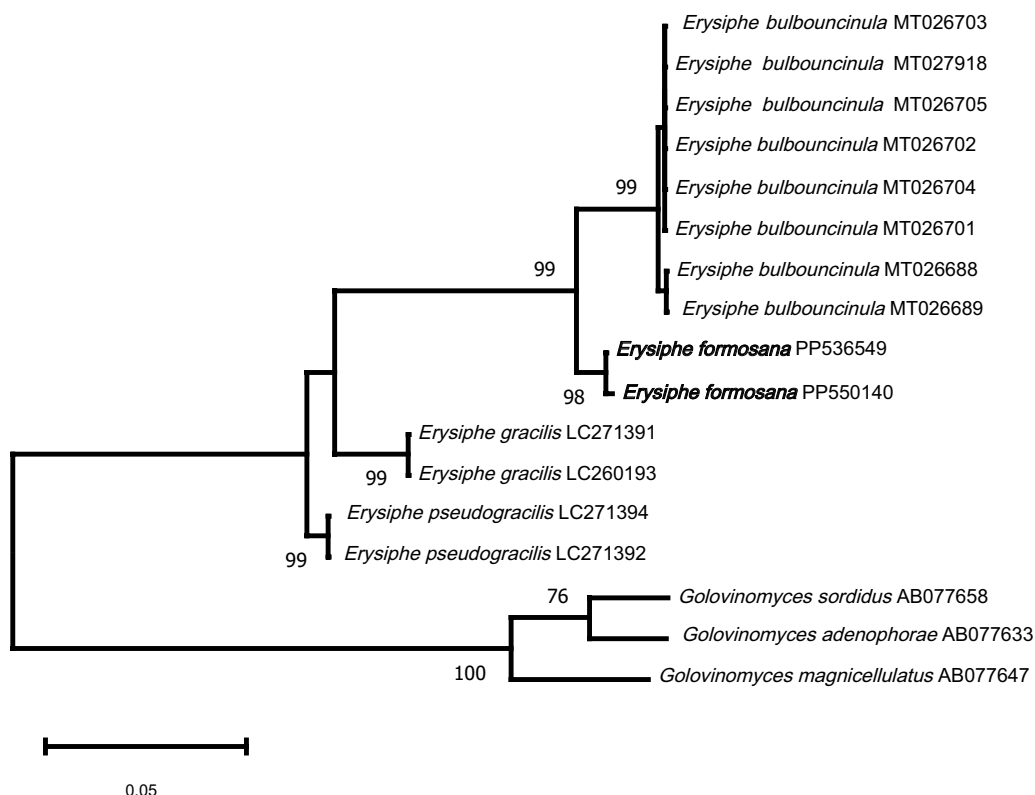 Erysiphe bulbouncinula MT026703
Erysiphe bulbouncinula MT027918
Erysiphe bulbouncinula MT026705
Erysiphe bulbouncinula MT026702
99
Erysiphe bulbouncinula MT026704
Erysiphe bulbouncinula MT026701
99
Erysiphe bulbouncinula MT026688
Erysiphe bulbouncinula MT026689
Erysiphe formosana PP536549
98
Erysiphe formosana PP550140
Erysiphe gracilis LC271391
99
Erysiphe gracilis LC260193
Erysiphe pseudogracilis LC271394
99
Erysiphe pseudogracilis LC271392
76
Golovinomyces sordidus AB077658
Golovinomyces adenophorae AB077633
100
Golovinomyces magnicellulatus AB077647
0.05